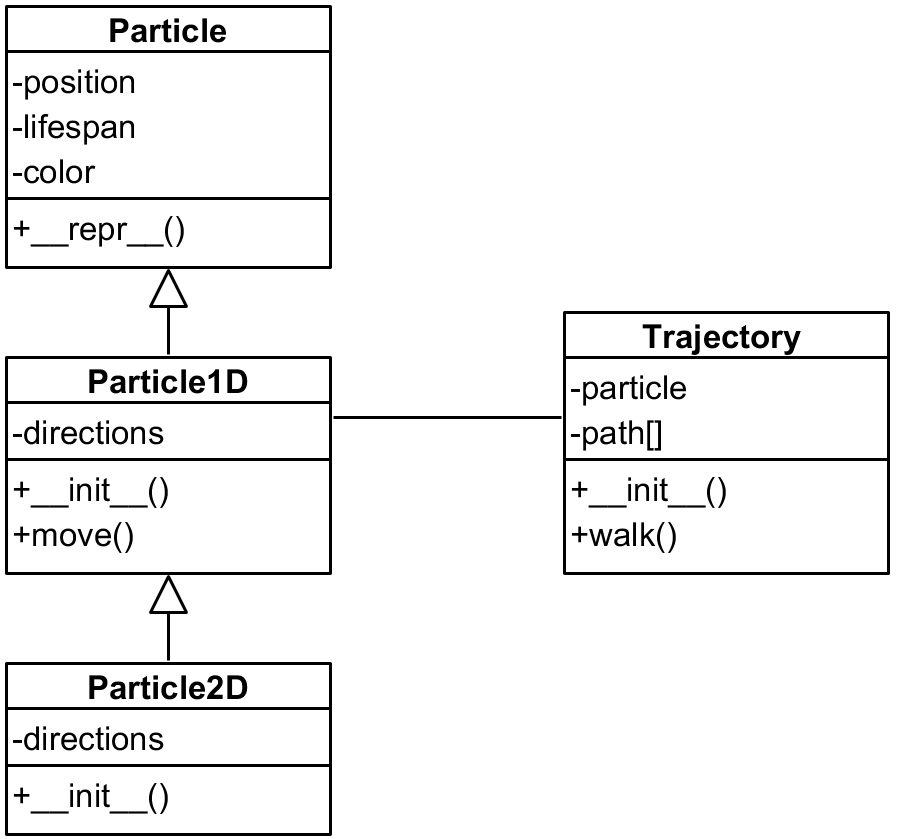 Particle
-position
-lifespan
-color
+__repr__()
Particle1D
-directions
+__init__()
+move()
Trajectory
-particle
-path[]
+__init__()
+walk()
Particle2D
-directions
+__init__()